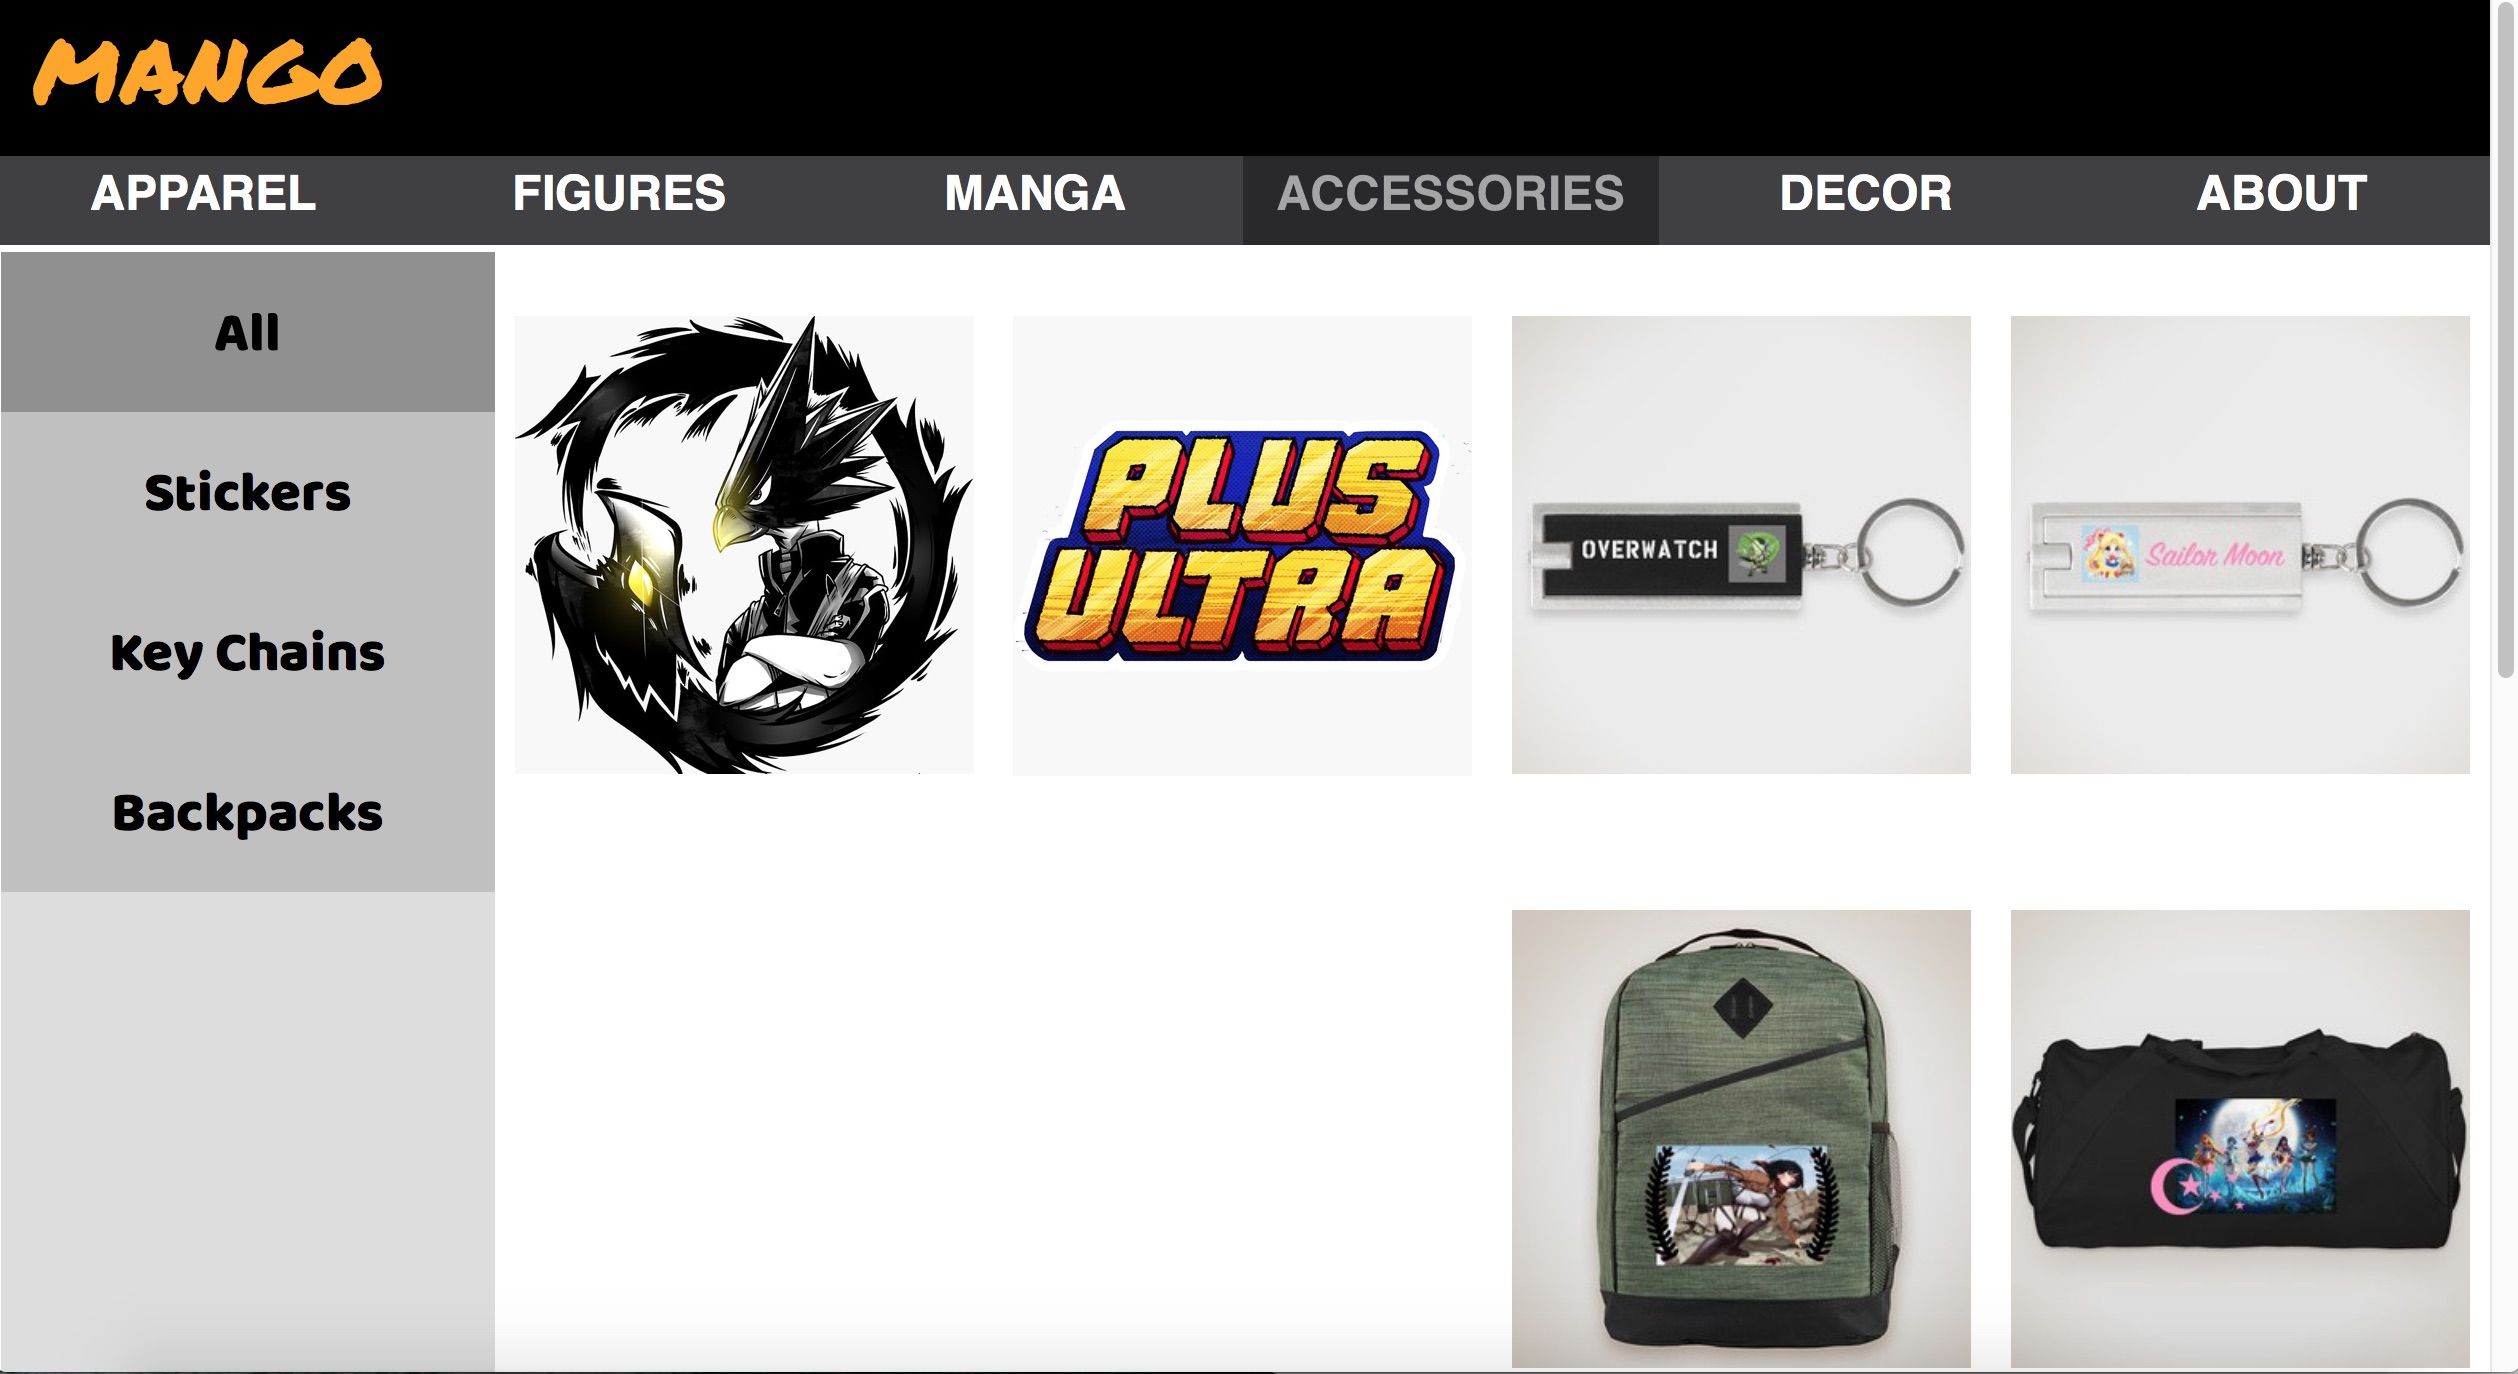 MANGO
APPAREL FIGURES MANGA ACCESSORIES DECOR ABOUT
All
Stickers
Key Chains
Backpacks
PLUS
ULTRA
OVERWATCH
Sailor Moon